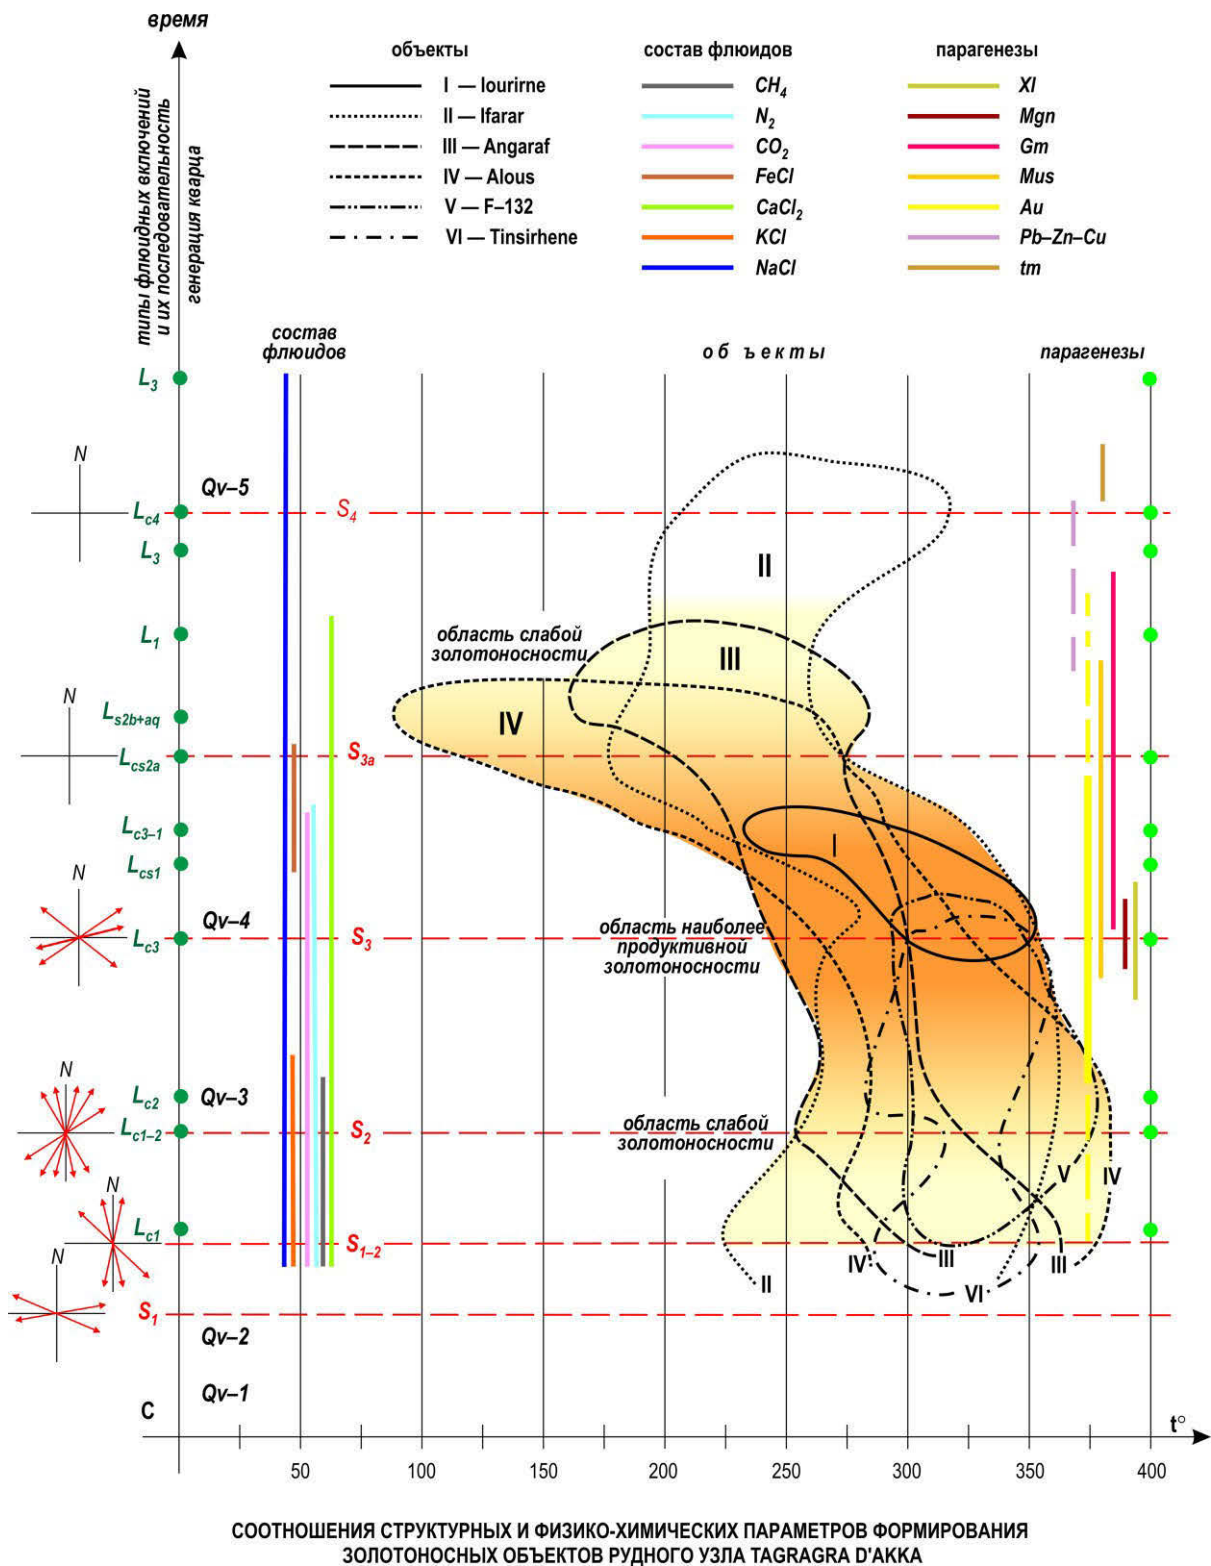 время
типы флюидных включений
и их последовательность
генерация кварца
объекты
I — Iourirne
II — Ifarar
III — Angaraf
IV — Alous
V — F–132
VI — Tinsirhene
состав флюидов
CH4
N2
CO2
FeCl
CaCl2
KCl
NaCl
парагенезы
Xl
Mgn
Gm
Mus
Au
Pb–Zn–Cu
tm
состав
флюидов
объекты
парагенезы
L3
N
Qv–5
Lc4
S4
L3
II
L1
область слабой
золотоносности
III
N
Ls2b+aq
IV
Lcs2a
S3a
Lc3–1
I
Lcs1
N
Qv–4
Lc3
S3
область наиболее
продуктивной
золотоносности
N
Lc2
Qv–3
Lc1–2
S2
область слабой
золотоносности
V
IV
N
Lc1
S1–2
N
IV
III
III
II
VI
S1
Qv–2
Qv–1
C
t°
50
100
150
200
250
300
350
400
СООТНОШЕНИЯ СТРУКТУРНЫХ И ФИЗИКО-ХИМИЧЕСКИХ ПАРАМЕТРОВ ФОРМИРОВАНИЯ
ЗОЛОТОНОСНЫХ ОБЪЕКТОВ РУДНОГО УЗЛА TAGRAGRA D'AKKA